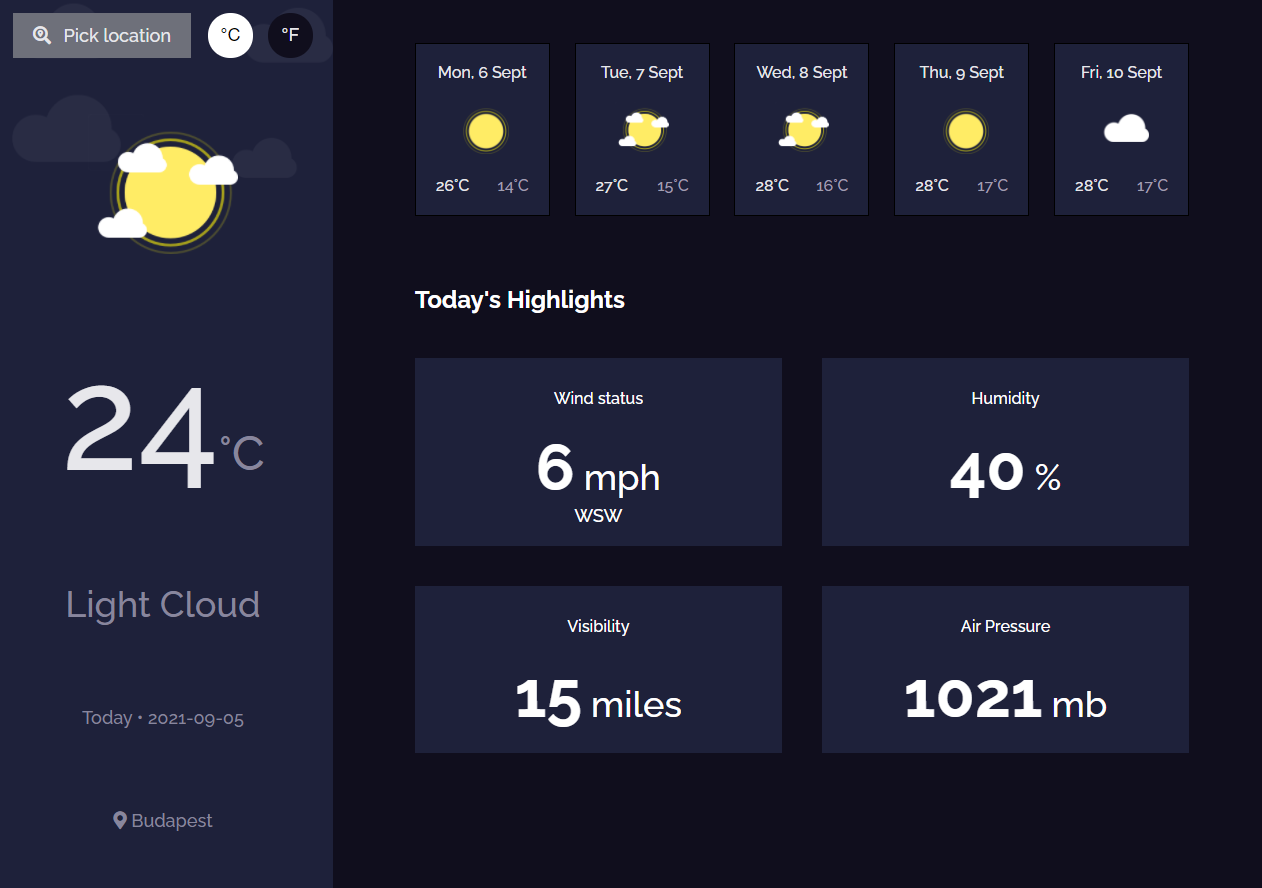 Pick location
°C
°F
24°C
Light Cloud
Today • 2021-09-05
Budapest
Mon, 6 Sept
26°C 14°C
Tue, 7 Sept
27°C 15°C
Wed, 8 Sept
28°C 16°C
Thu, 9 Sept
28°C 17°C
Fri, 10 Sept
28°C 17°C
Today's Highlights
Wind status
6 mph
WSW
Humidity
40 %
Visibility
15 miles
Air Pressure
1021 mb